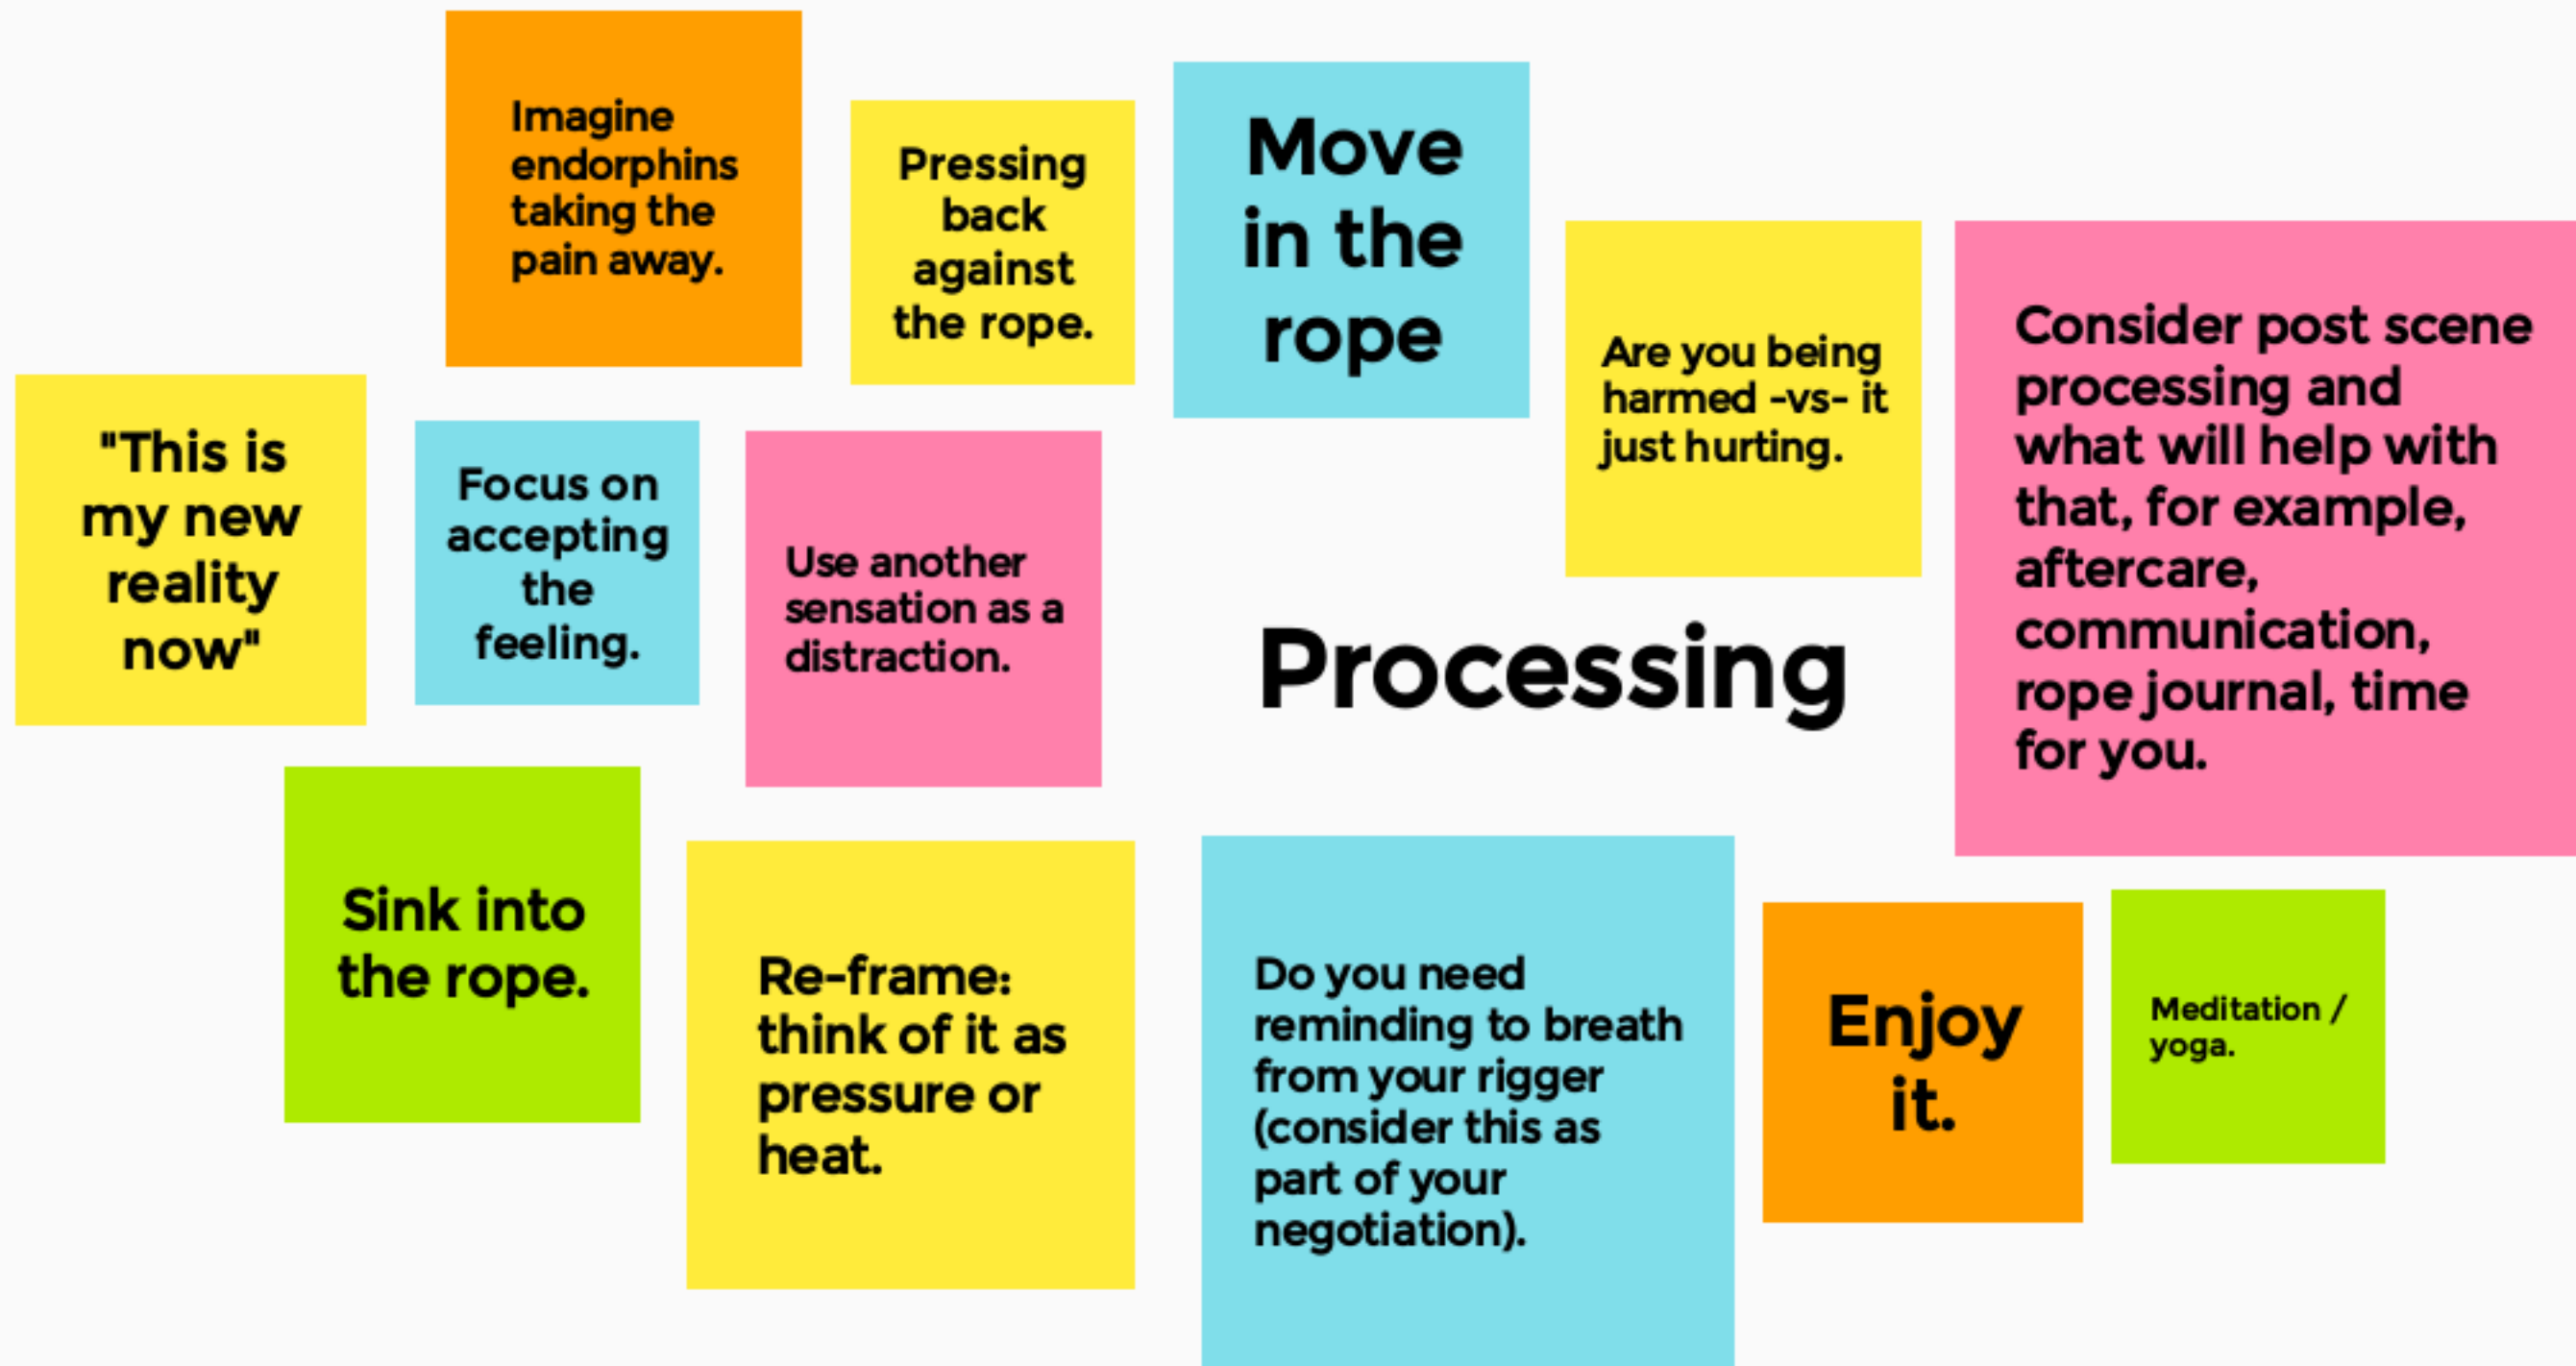 Imagine
endorphins
taking the
pain away.
Pressing
back
against
the rope.
Move
in the
rope
Are you being
harmed -vs- it
just hurting.
Consider post scene
processing and
what will help with
that, for example,
aftercare,
communication,
rope journal, time
for you.
"This is
my new
reality
now"
Focus on
accepting
the
feeling.
Use another
sensation as a
distraction.
Processing
Sink into
the rope.
Re-frame:
think of it as
pressure or
heat.
Do you need
reminding to breath
from your rigger
(consider this as
part of your
negotiation).
Enjoy
it.
Meditation /
yoga.